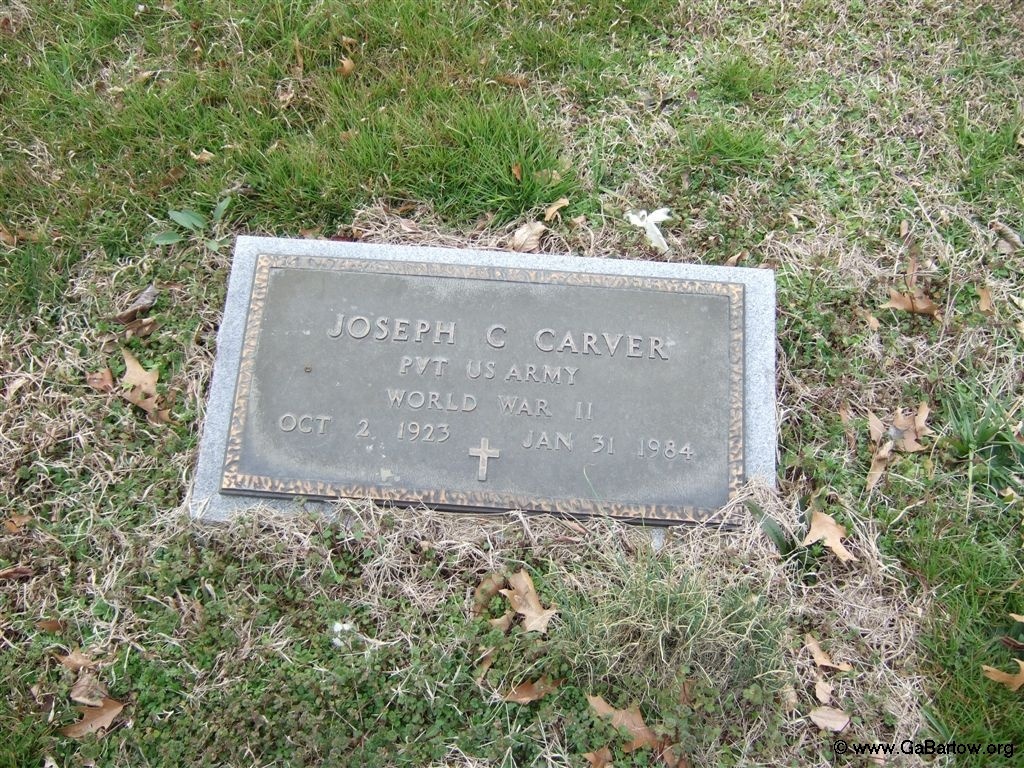 JOSEPH C CARVER
PVT US ARMY
WORLD WAR II
OCT 2 1923 JAN 31 1984
© www.GaBartow.org